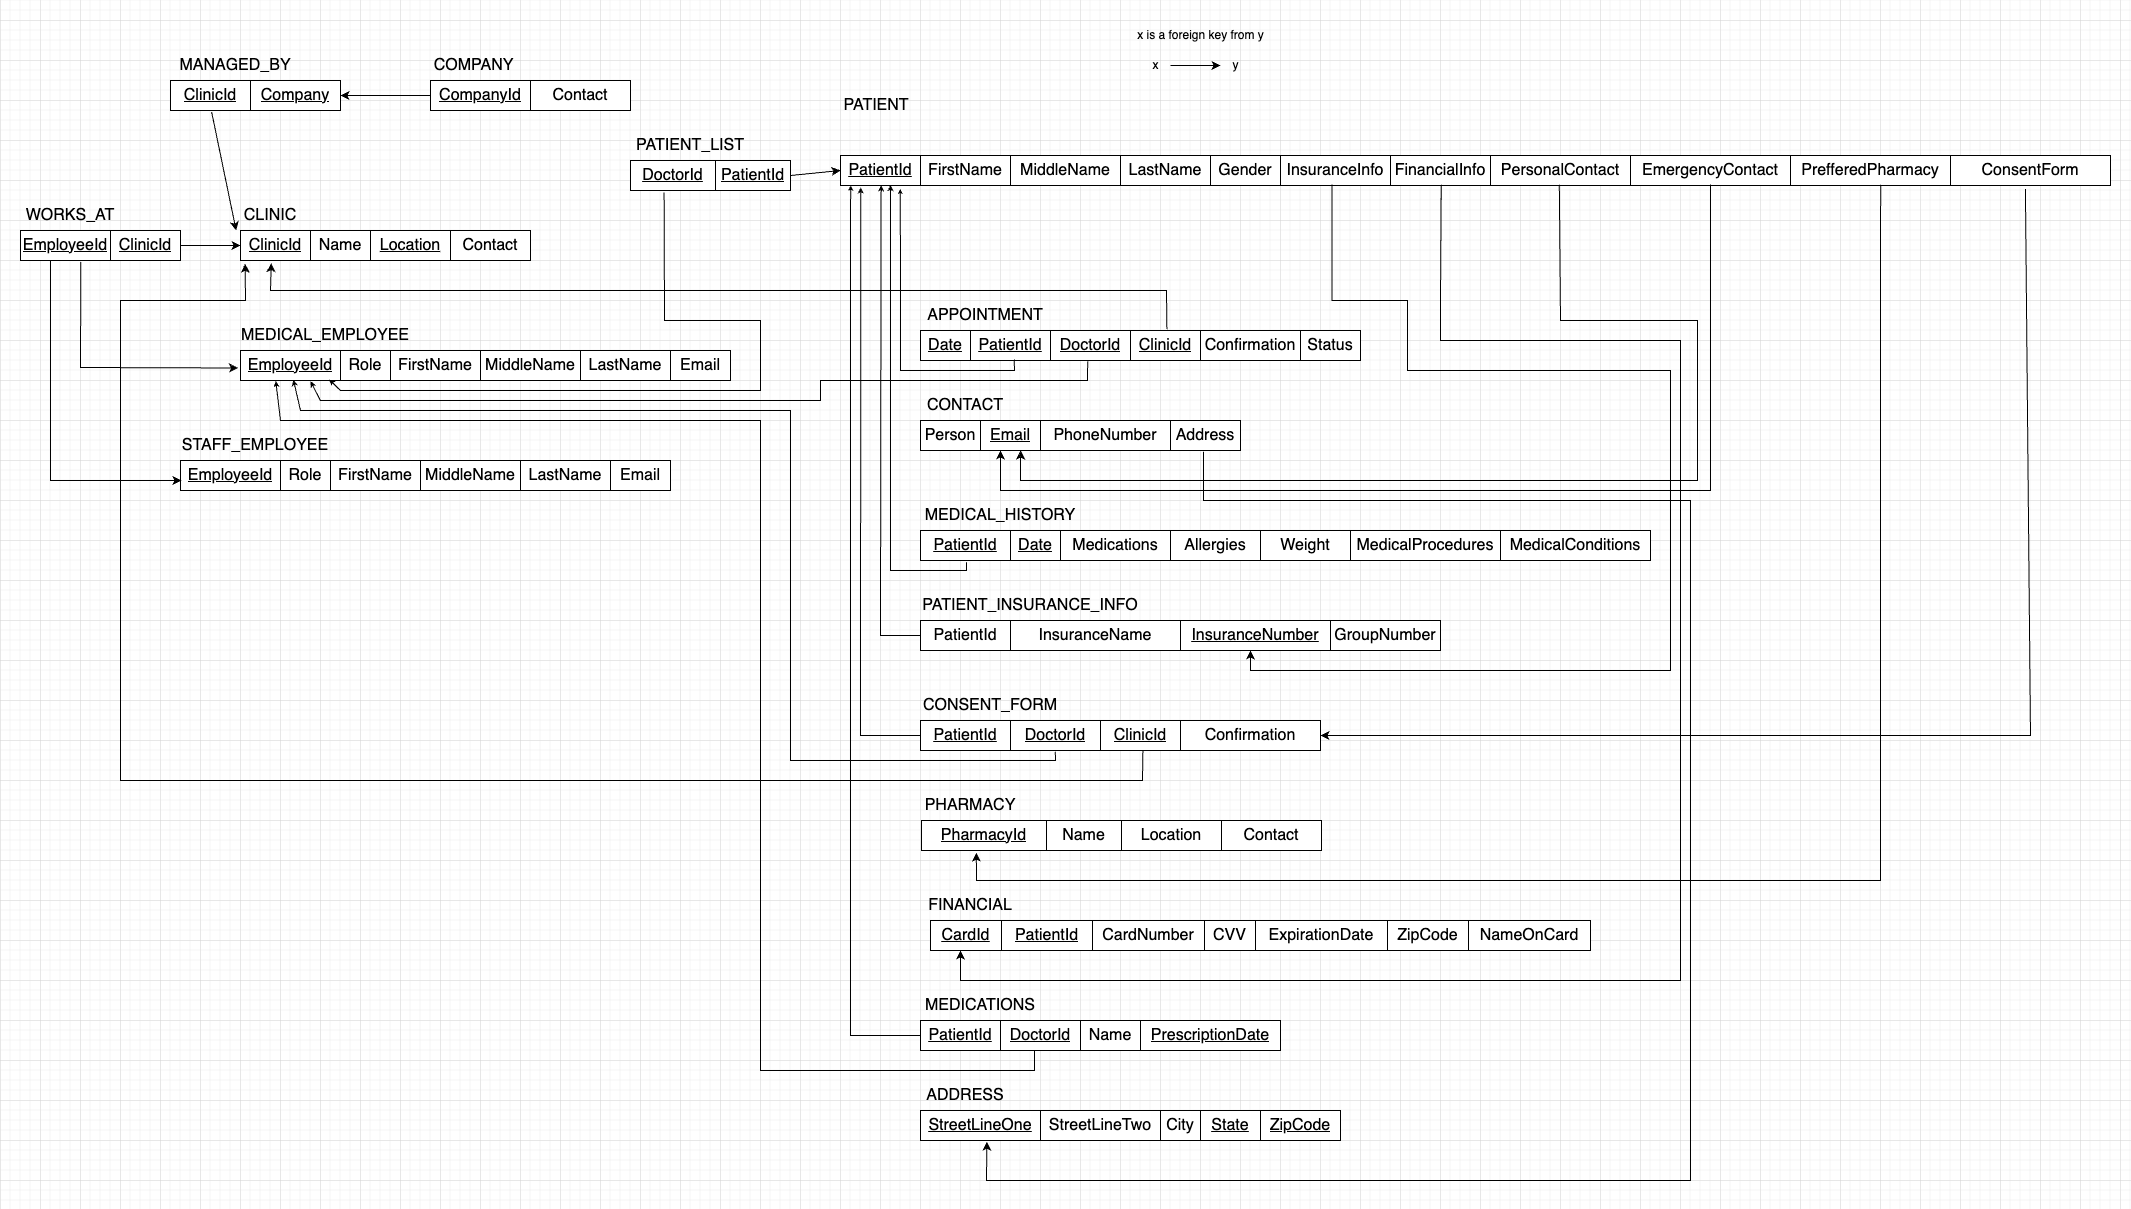 x is a foreign key from y
x y
MANAGED_BY
ClinicId Company
COMPANY
CompanyId Contact
PATIENT
PatientId FirstName MiddleName LastName Gender InsuranceInfo FinancialInfo PersonalContact EmergencyContact PrefferedPharmacy ConsentForm
PATIENT_LIST
DoctorId PatientId
WORKS_AT
EmployeeId ClinicId
CLINIC
ClinicId Name Location Contact
MEDICAL_EMPLOYEE
EmployeeId Role FirstName MiddleName LastName Email
STAFF_EMPLOYEE
EmployeeId Role FirstName MiddleName LastName Email
APPOINTMENT
Date PatientId DoctorId ClinicId Confirmation Status
CONTACT
Person Email PhoneNumber Address
MEDICAL_HISTORY
PatientId Date Medications Allergies Weight MedicalProcedures MedicalConditions
PATIENT_INSURANCE_INFO
PatientId InsuranceName InsuranceNumber GroupNumber
CONSENT_FORM
PatientId DoctorId ClinicId Confirmation
PHARMACY
PharmacyId Name Location Contact
FINANCIAL
CardId PatientId CardNumber CVV ExpirationDate ZipCode NameOnCard
MEDICATIONS
PatientId DoctorId Name PrescriptionDate
ADDRESS
StreetLineOne StreetLineTwo City State ZipCode